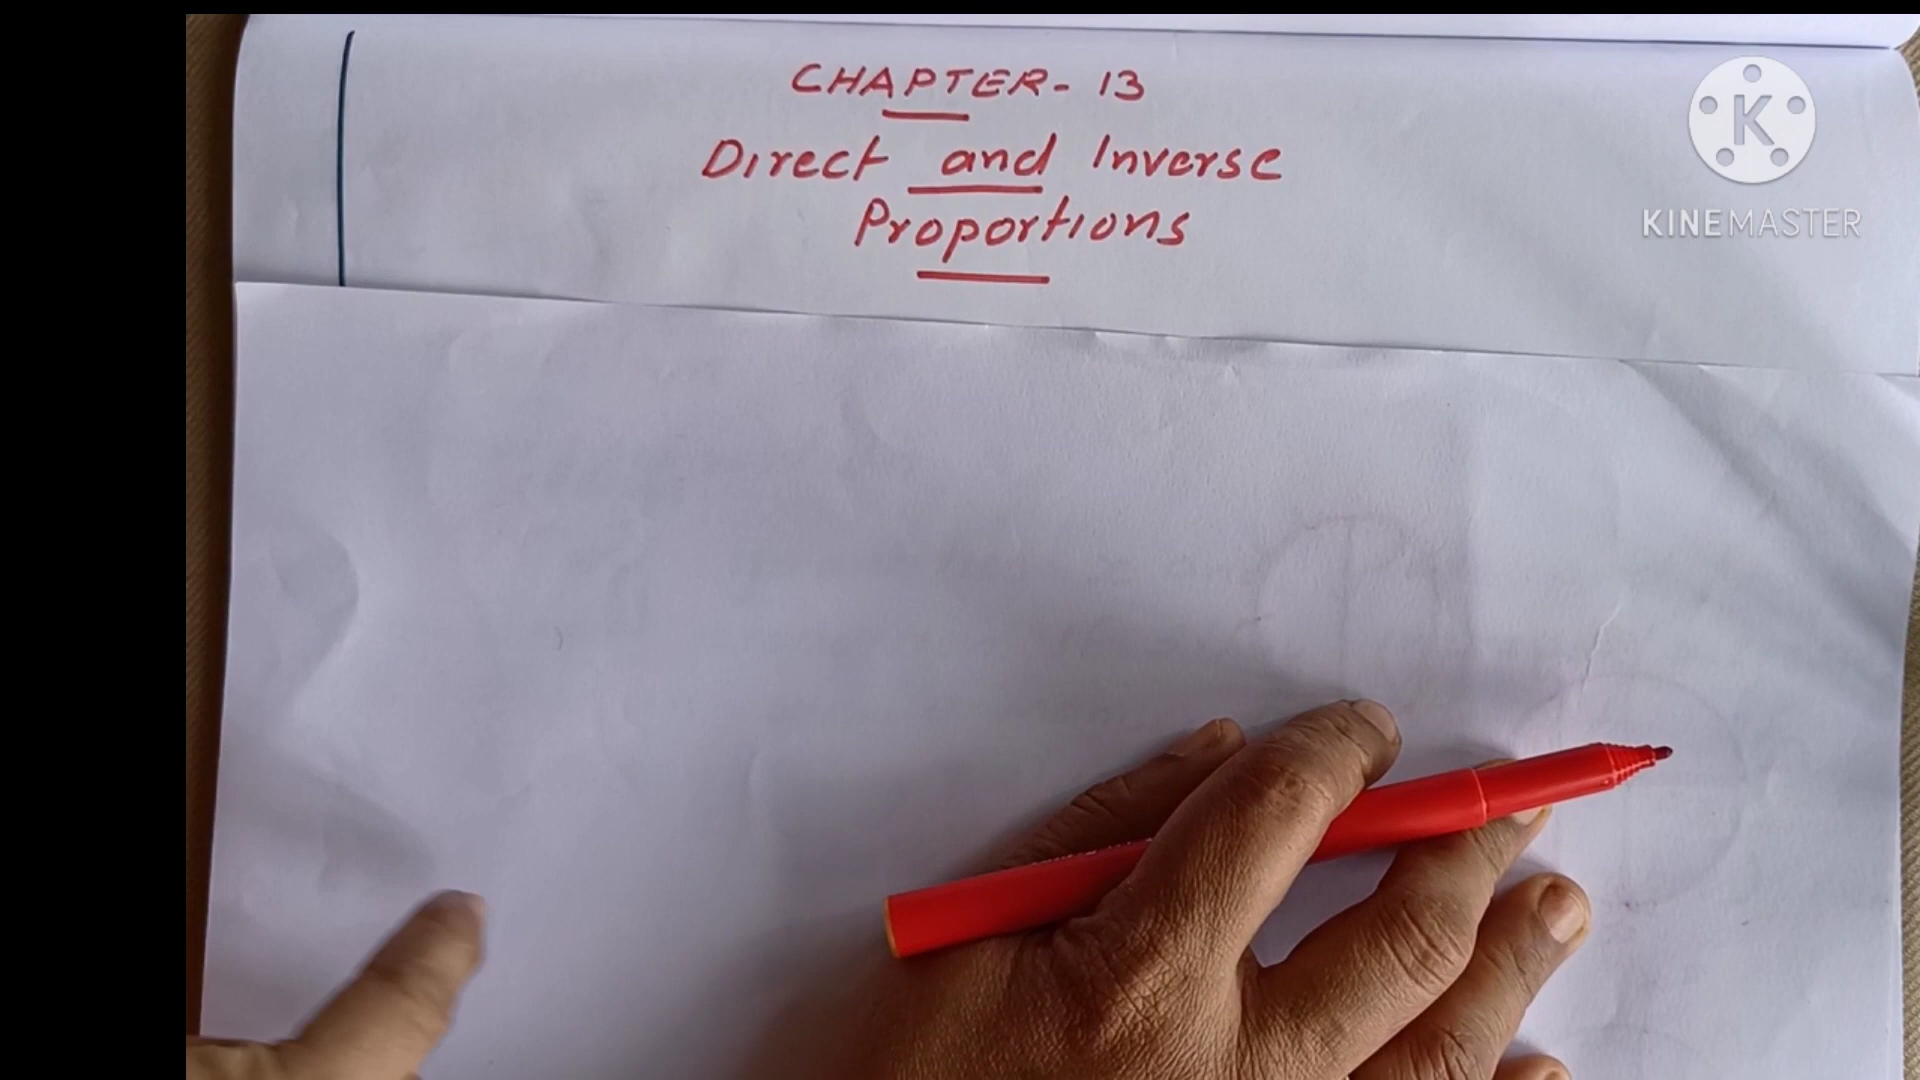 CHAPTER- 13
Direct and Inverse
Proportions
K
KINEMASTER